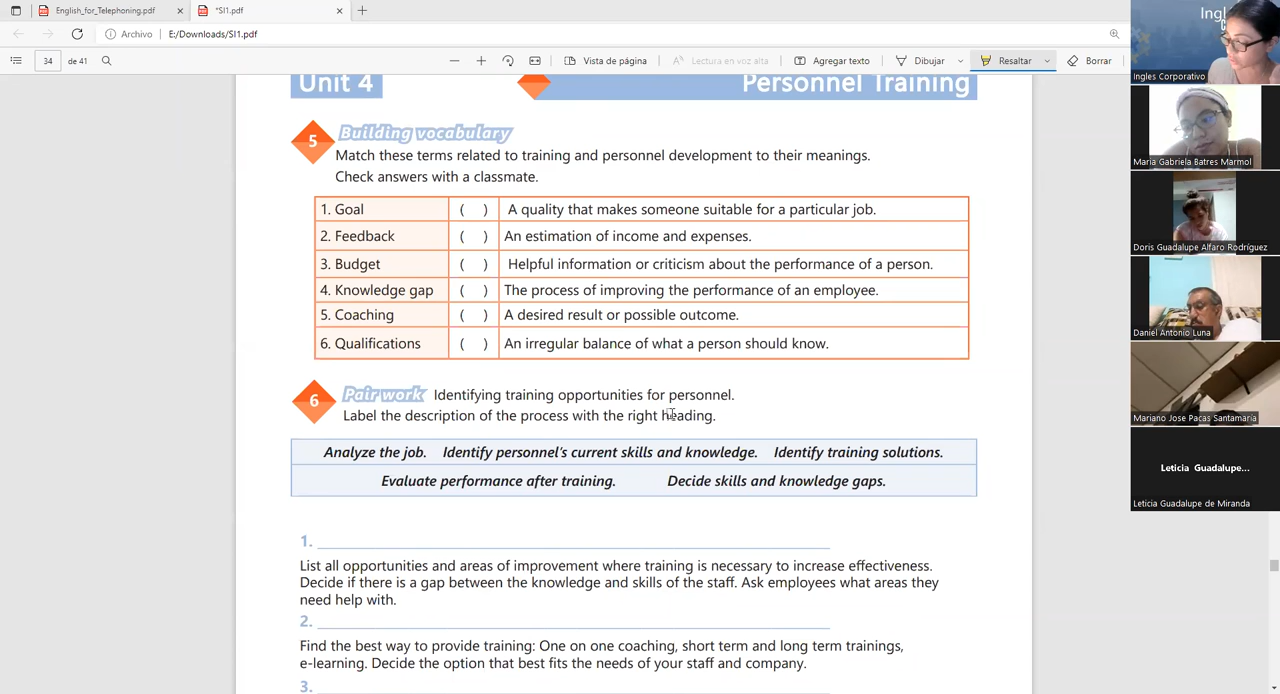 English_for_Telephoning.pdf
*SI1.pdf
Archivo
E:/Downloads/SI1.pdf
34
de 41
Vista de página
Lectura en voz alta
Agregar texto
Dibujar
Resaltar
Borrar
Ingles Corporativo
Maria Gabriela Batres Marmol
Doris Guadalupe Alfaro Rodríguez
Daniel Antonio Luna
Mariano Jose Pacas Santamaría
Leticia Guadalupe...
Leticia Guadalupe de Miranda
Unit 4
Personnel Training
5
Building vocabulary
Match these terms related to training and personnel development to their meanings.
Check answers with a classmate.
1. Goal ( ) A quality that makes someone suitable for a particular job.
2. Feedback ( ) An estimation of income and expenses.
3. Budget ( ) Helpful information or criticism about the performance of a person.
4. Knowledge gap ( ) The process of improving the performance of an employee.
5. Coaching ( ) A desired result or possible outcome.
6. Qualifications ( ) An irregular balance of what a person should know.
6
Pair work Identifying training opportunities for personnel.
Label the description of the process with the right heading.
Analyze the job. Identify personnel's current skills and knowledge. Identify training solutions.
Evaluate performance after training. Decide skills and knowledge gaps.
1.
List all opportunities and areas of improvement where training is necessary to increase effectiveness.
Decide if there is a gap between the knowledge and skills of the staff. Ask employees what areas they
need help with.
2.
Find the best way to provide training: One on one coaching, short term and long term trainings,
e-learning. Decide the option that best fits the needs of your staff and company.
3.